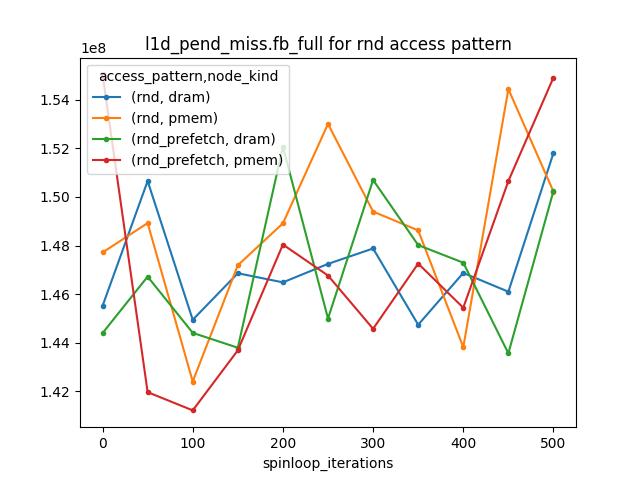 l1d_pend_miss.fb_full for rnd access pattern
1e8
access_pattern,node_kind
(rnd, dram)
(rnd, pmem)
(rnd_prefetch, dram)
(rnd_prefetch, pmem)
1.54
1.52
1.50
1.48
1.46
1.44
1.42
0 100 200 300 400 500
spinloop_iterations